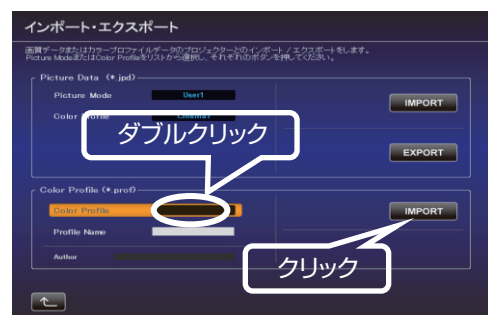 インポート・エクスポート
画質データまたはカラープロファイルデータのプロジェクターとのインポート / エクスポートをします。
Picture ModeまたはColor Profileをリストから選択し、それぞれのボタンを押してください。
Picture Data (*.jpd)
Picture Mode
User1
IMPORT
Color Profile
Cinema1
ダブルクリック
EXPORT
Color Profile (*.prof)
Color Profile
IMPORT
Profile Name
クリック
Author